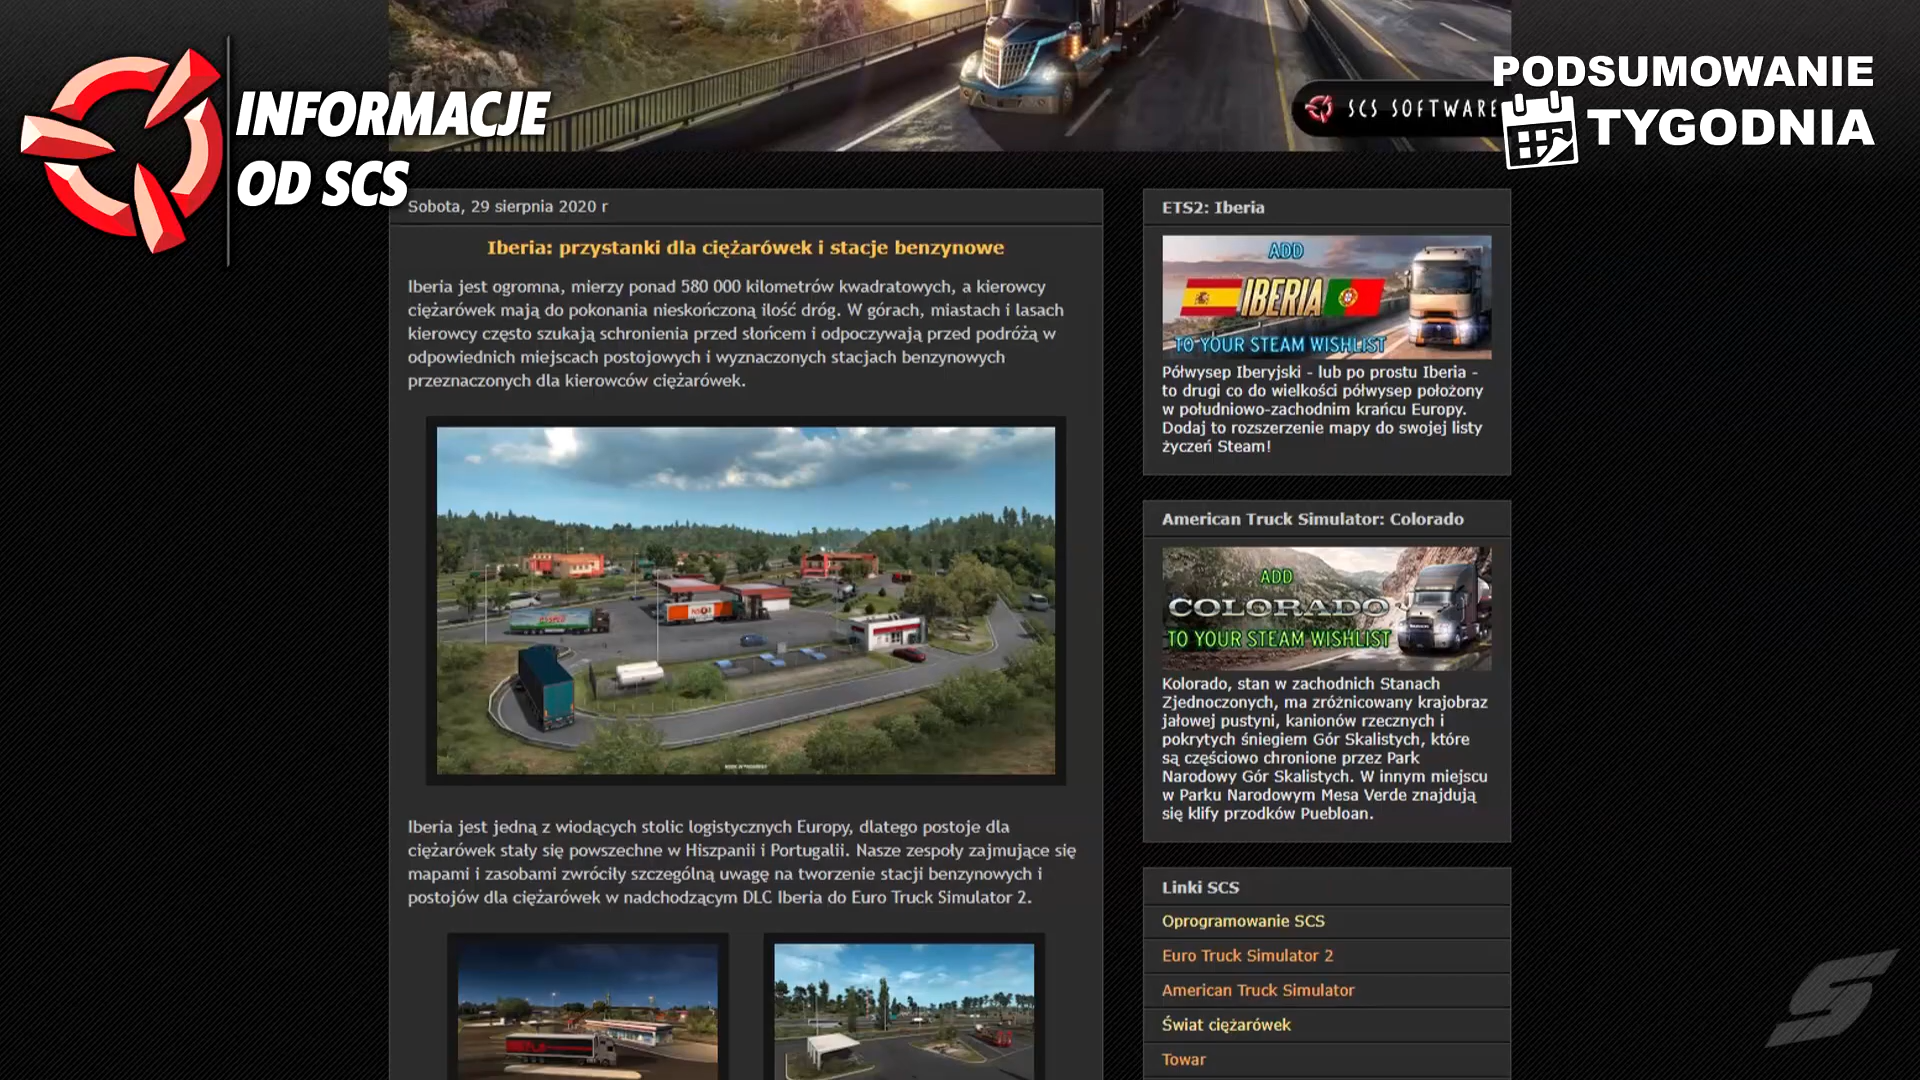 INFORMACJE
OD SCS
PODSUMOWANIE
TYGODNIA
SCS SOFTWARE
Sobota, 29 sierpnia 2020 r
Iberia: przystanki dla ciężarówek i stacje benzynowe
Iberia jest ogromna, mierzy ponad 580 000 kilometrów kwadratowych, a kierowcy
ciężarówek mają do pokonania nieskończoną ilość dróg. W górach, miastach i lasach
kierowcy często szukają schronienia przed słońcem i odpoczywają przed podróżą w
odpowiednich miejscach postojowych i wyznaczonych stacjach benzynowych
przeznaczonych dla kierowców ciężarówek.
Iberia jest jedną z wiodących stolic logistycznych Europy, dlatego postoje dla
ciężarówek stały się powszechne w Hiszpanii i Portugalii. Nasze zespoły zajmujące się
mapami i zasobami zwróciły szczególną uwagę na tworzenie stacji benzynowych i
postojów dla ciężarówek w nadchodzącym DLC Iberia do Euro Truck Simulator 2.
ETS2: Iberia
ADD
IBERIA
TO YOUR STEAM WISHLIST
Półwysep Iberyjski - lub po prostu Iberia -
to drugi co do wielkości półwysep położony
w południowo-zachodnim krańcu Europy.
Dodaj to rozszerzenie mapy do swojej listy
życzeń Steam!
American Truck Simulator: Colorado
ADD
COLORADO
TO YOUR STEAM WISHLIST
Kolorado, stan w zachodnich Stanach
Zjednoczonych, ma zróżnicowany krajobraz
jałowej pustyni, kanionów rzecznych i
pokrytych śniegiem Gór Skalistych, które
są częściowo chronione przez Park
Narodowy Gór Skalistych. W innym miejscu
w Parku Narodowym Mesa Verde znajdują
się klify przodków Puebloan.
Linki SCS
Oprogramowanie SCS
Euro Truck Simulator 2
American Truck Simulator
Świat ciężarówek
Towar